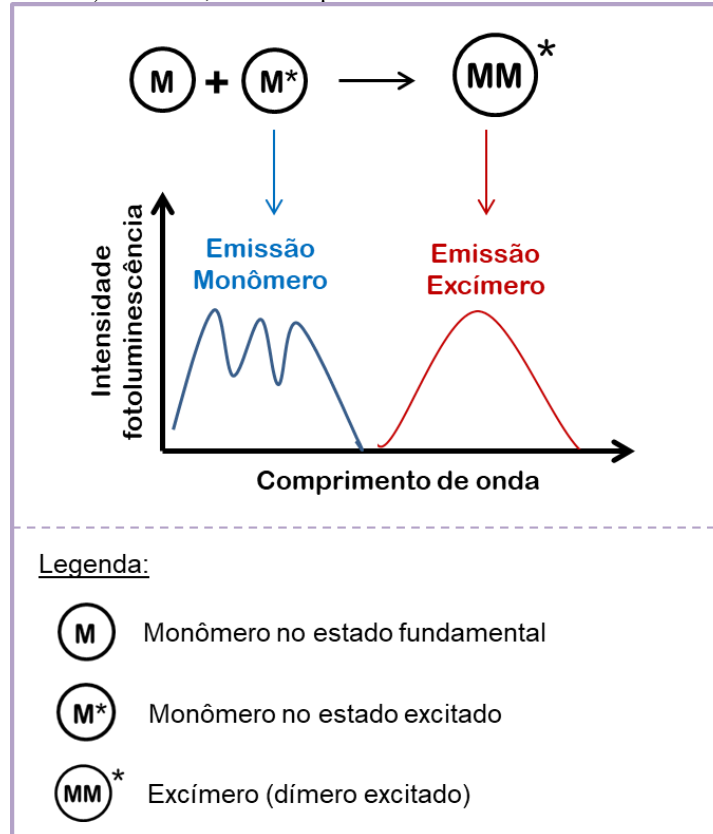 M + M* → MM*
Emissão
Monômero
Emissão
Excímero
Intensidade
fotoluminescência
Comprimento de onda
Legenda:
M Monômero no estado fundamental
M* Monômero no estado excitado
MM* Excímero (dímero excitado)